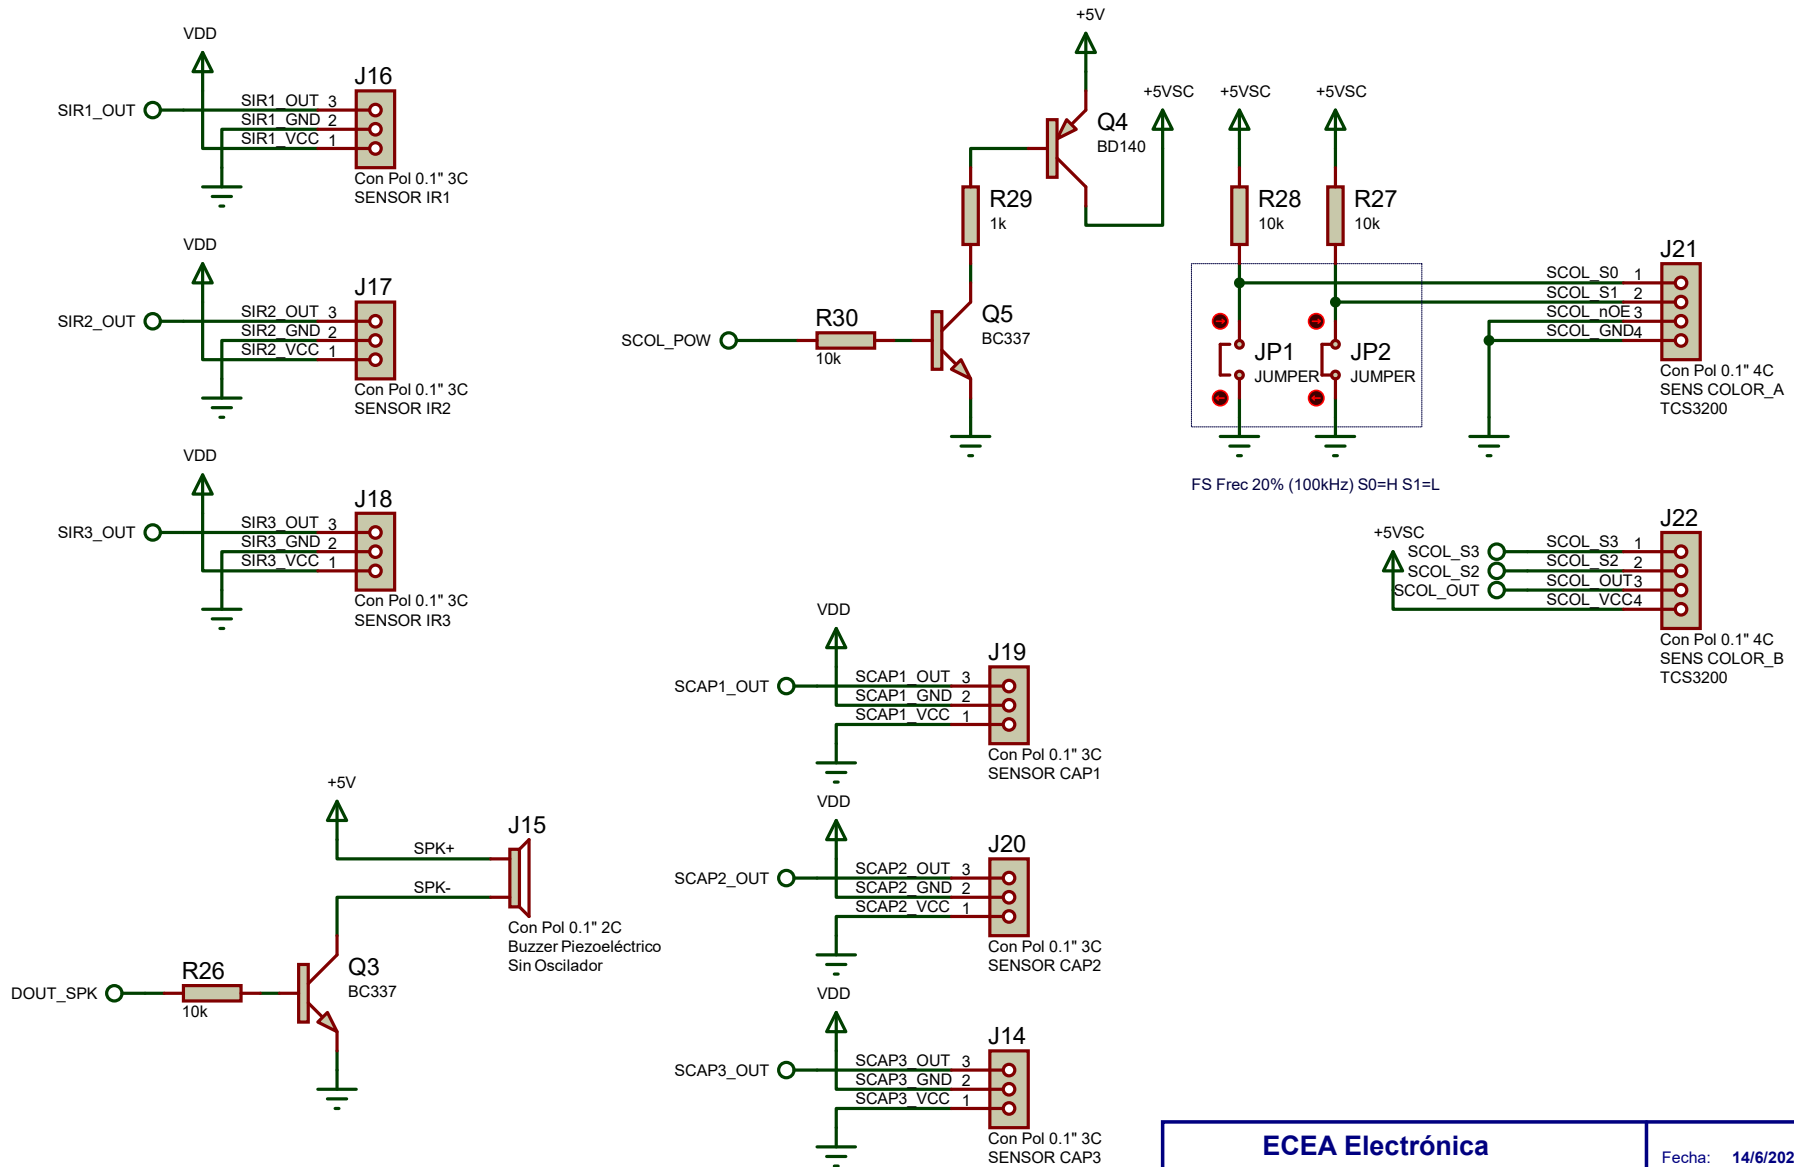 VDD
J16
SIR1_OUT
SIR1_OUT 3
SIR1_GND 2
SIR1_VCC 1
Con Pol 0.1" 3C
SENSOR IR1
VDD
J17
SIR2_OUT
SIR2_OUT 3
SIR2_GND 2
SIR2_VCC 1
Con Pol 0.1" 3C
SENSOR IR2
VDD
J18
SIR3_OUT
SIR3_OUT 3
SIR3_GND 2
SIR3_VCC 1
Con Pol 0.1" 3C
SENSOR IR3
+5V
Q4
BD140
+5VSC
+5VSC
+5VSC
R29
1k
R28
10k
R27
10k
SCOL_POW
R30
10k
Q5
BC337
JP1
JUMPER
JP2
JUMPER
FS Frec 20% (100kHz) S0=H S1=L
J21
SCOL_S0 1
SCOL_S1 2
SCOL_nOE 3
SCOL_GND 4
Con Pol 0.1" 4C
SENS COLOR_A
TCS3200
+5VSC
J22
SCOL_S3
SCOL_S3 1
SCOL_S2
SCOL_S2 2
SCOL_OUT
SCOL_OUT 3
SCOL_VCC 4
Con Pol 0.1" 4C
SENS COLOR_B
TCS3200
VDD
J19
SCAP1_OUT
SCAP1_OUT 3
SCAP1_GND 2
SCAP1_VCC 1
Con Pol 0.1" 3C
SENSOR CAP1
VDD
J20
SCAP2_OUT
SCAP2_OUT 3
SCAP2_GND 2
SCAP2_VCC 1
Con Pol 0.1" 3C
SENSOR CAP2
VDD
J14
SCAP3_OUT
SCAP3_OUT 3
SCAP3_GND 2
SCAP3_VCC 1
Con Pol 0.1" 3C
SENSOR CAP3
+5V
J15
SPK+
SPK-
Con Pol 0.1" 2C
Buzzer Piezoeléctrico
Sin Oscilador
DOUT_SPK
R26
10k
Q3
BC337
ECEA Electrónica
Fecha: 14/6/202